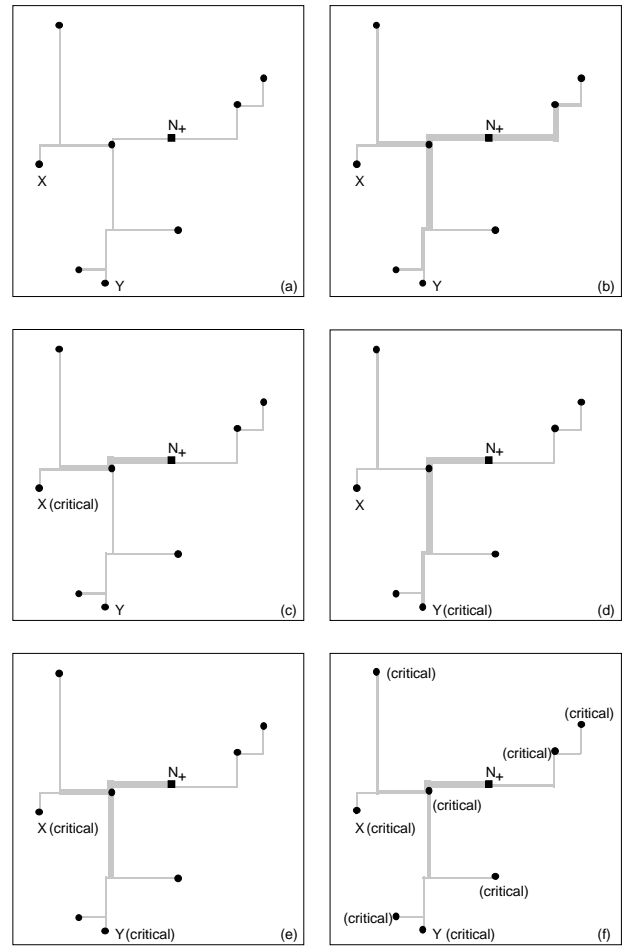 N+
X
Y
(a)
N+
X
Y
(b)
N+
X (critical)
Y
(c)
N+
X
Y (critical)
(d)
N+
X (critical)
Y (critical)
(e)
(critical)
(critical)
(critical)
N+
(critical)
X (critical)
(critical)
(critical)
Y (critical)
(f)